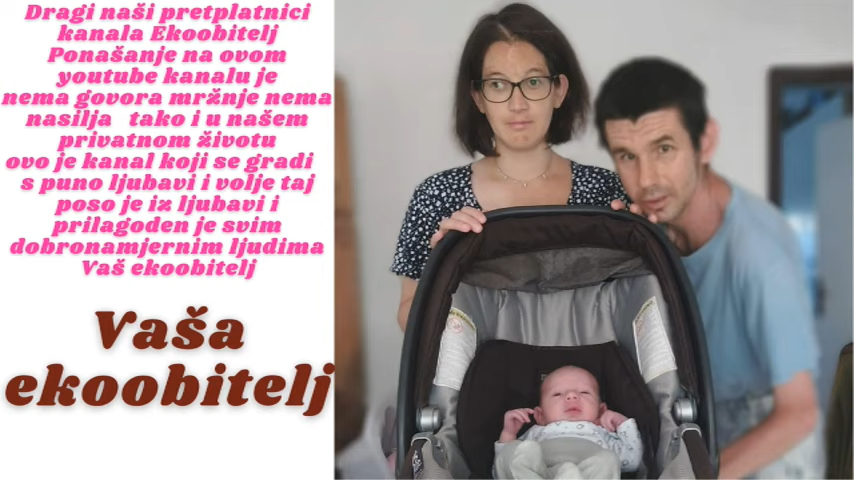 Dragi naši pretplatnici
kanala Ekoobitelj
Ponašanje na ovom
youtube kanalu je
nema govora mržnje nema
nasilja tako i u našem
privatnom životu
ovo je kanal koji se gradi
s puno ljubavi i volje taj
poso je iz ljubavi i
prilagođen je svim
dobronamjernim ljudima
Vaš ekoobitelj
Vaša
ekoobitelj